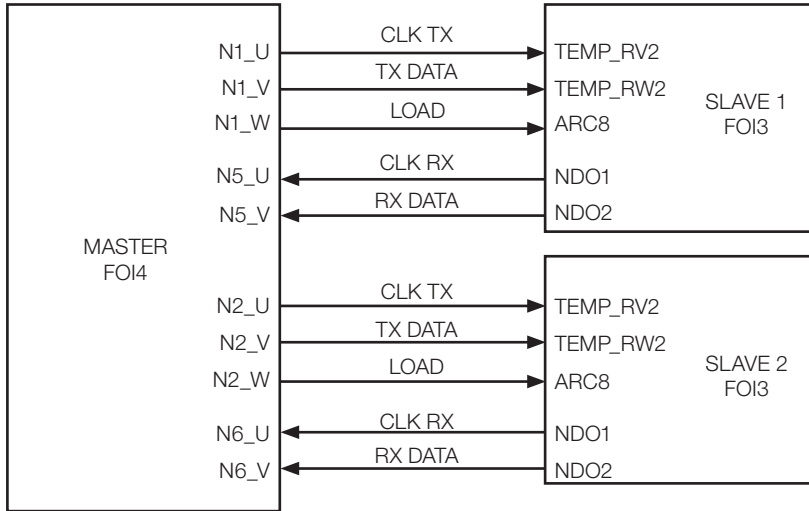 CLK TX
N1_U
TEMP_RV2
TX DATA
N1_V
TEMP_RW2
LOAD
N1_W
ARC8
SLAVE 1
FOI3
CLK RX
N5_U
NDO1
RX DATA
N5_V
NDO2
MASTER
FOI4
CLK TX
N2_U
TEMP_RV2
TX DATA
N2_V
TEMP_RW2
LOAD
N2_W
ARC8
SLAVE 2
FOI3
CLK RX
N6_U
NDO1
RX DATA
N6_V
NDO2